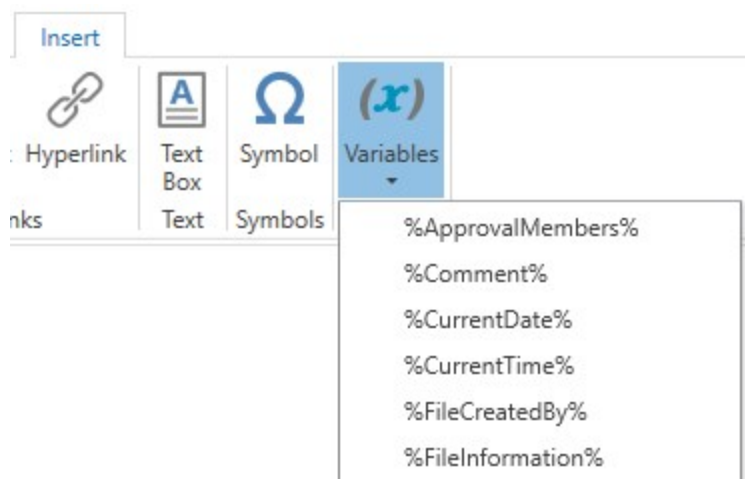 Insert
Hyperlink
Text
Box
Symbol
(x)
Variables
nks
Text
Symbols
%ApprovalMembers%
%Comment%
%CurrentDate%
%CurrentTime%
%FileCreatedBy%
%FileInformation%